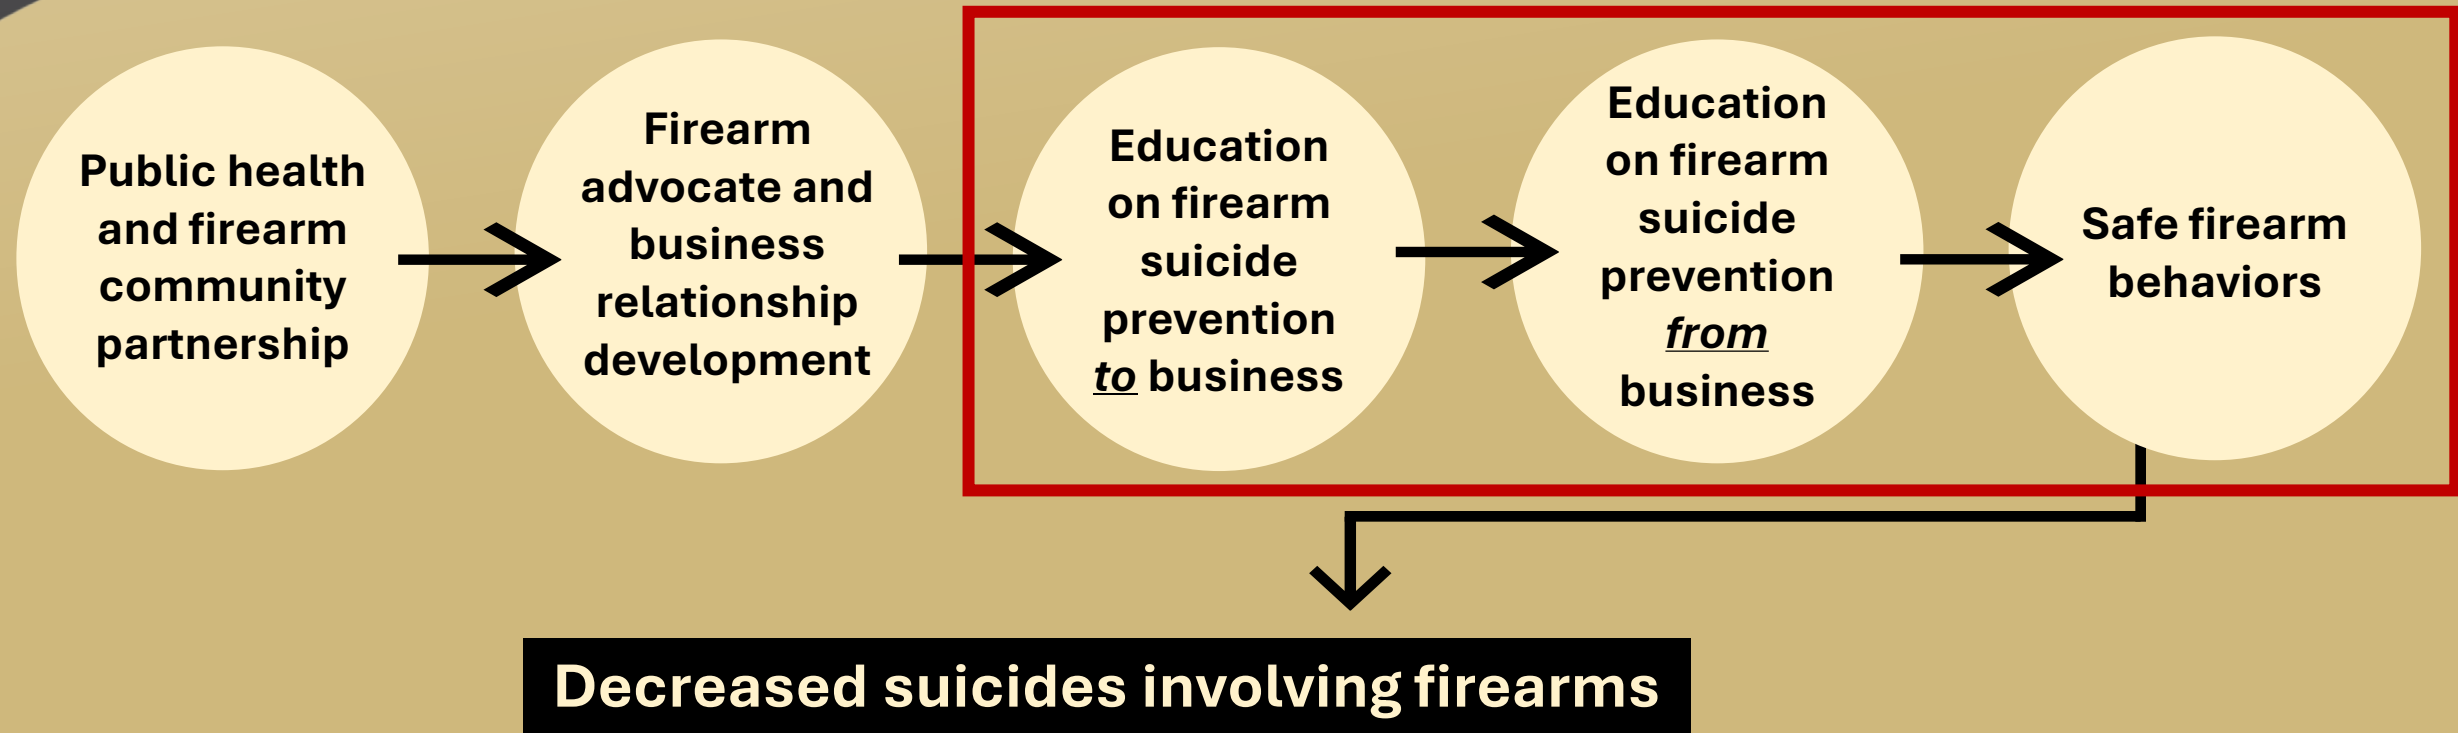 Public health
and firearm
community
partnership
Firearm
advocate and
business
relationship
development
Education
on firearm
suicide
prevention
to business
Education
on firearm
suicide
prevention
from
business
Safe firearm
behaviors
Decreased suicides involving firearms